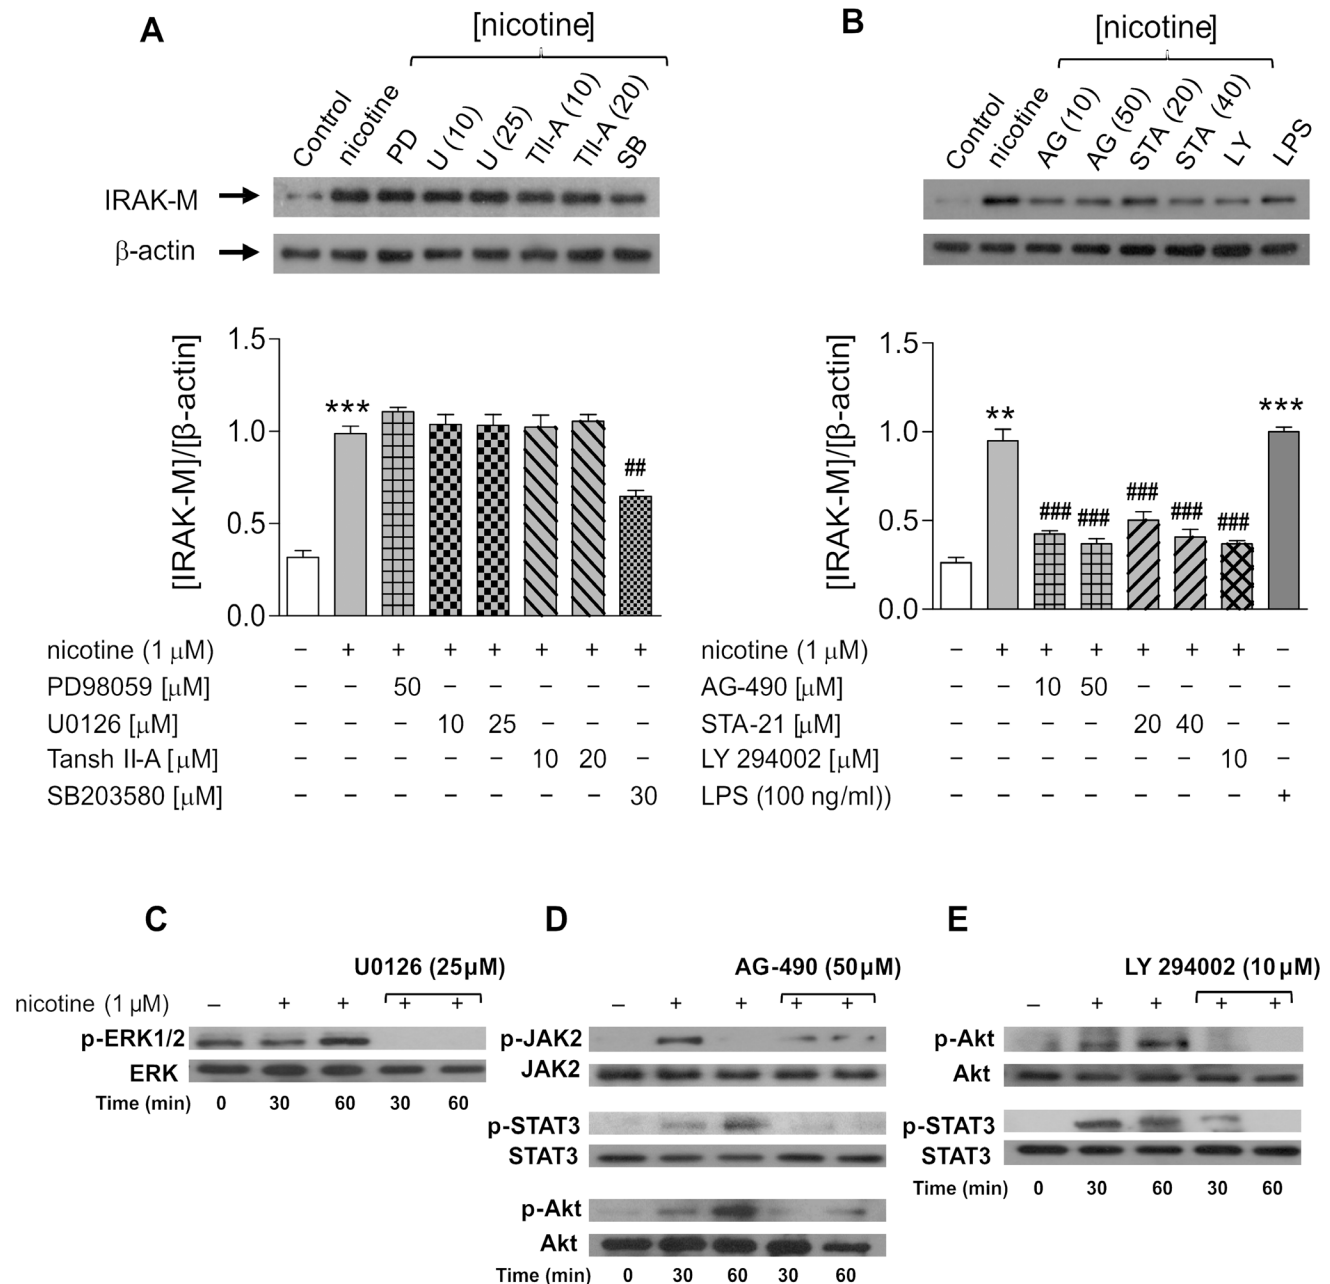 A
[nicotine]
Control nicotine PD U (10) U (25) TII-A (10) TII-A (20) SB
IRAK-M
β-actin
[IRAK-M]/[β-actin]
1.5
1.0
0.5
0.0
***
##
nicotine (1 μM) – + + + + + + +
PD98059 [μM] – – 50 – – – – –
U0126 [μM] – – – 10 25 – – –
Tansh II-A [μM] – – – – – 10 20 –
SB203580 [μM] – – – – – – – 30
B
[nicotine]
Control nicotine AG (10) AG (50) STA (20) STA (40) LY LPS
[IRAK-M]/[β-actin]
1.5
1.0
0.5
0.0
**
### ### ### ### ###
***
nicotine (1 μM) – + + + + + + –
AG-490 [μM] – – 10 50 – – – –
STA-21 [μM] – – – – 20 40 – –
LY 294002 [μM] – – – – – – 10 –
LPS (100 ng/ml)) – – – – – – – +
C
U0126 (25μM)
nicotine (1 μM) – + + + +
p-ERK1/2
ERK
Time (min) 0 30 60 30 60
D
AG-490 (50μM)
– + + + +
p-JAK2
JAK2
p-STAT3
STAT3
p-Akt
Akt
Time (min) 0 30 60 30 60
E
LY 294002 (10 μM)
– + + + +
p-Akt
Akt
p-STAT3
STAT3
Time (min) 0 30 60 30 60